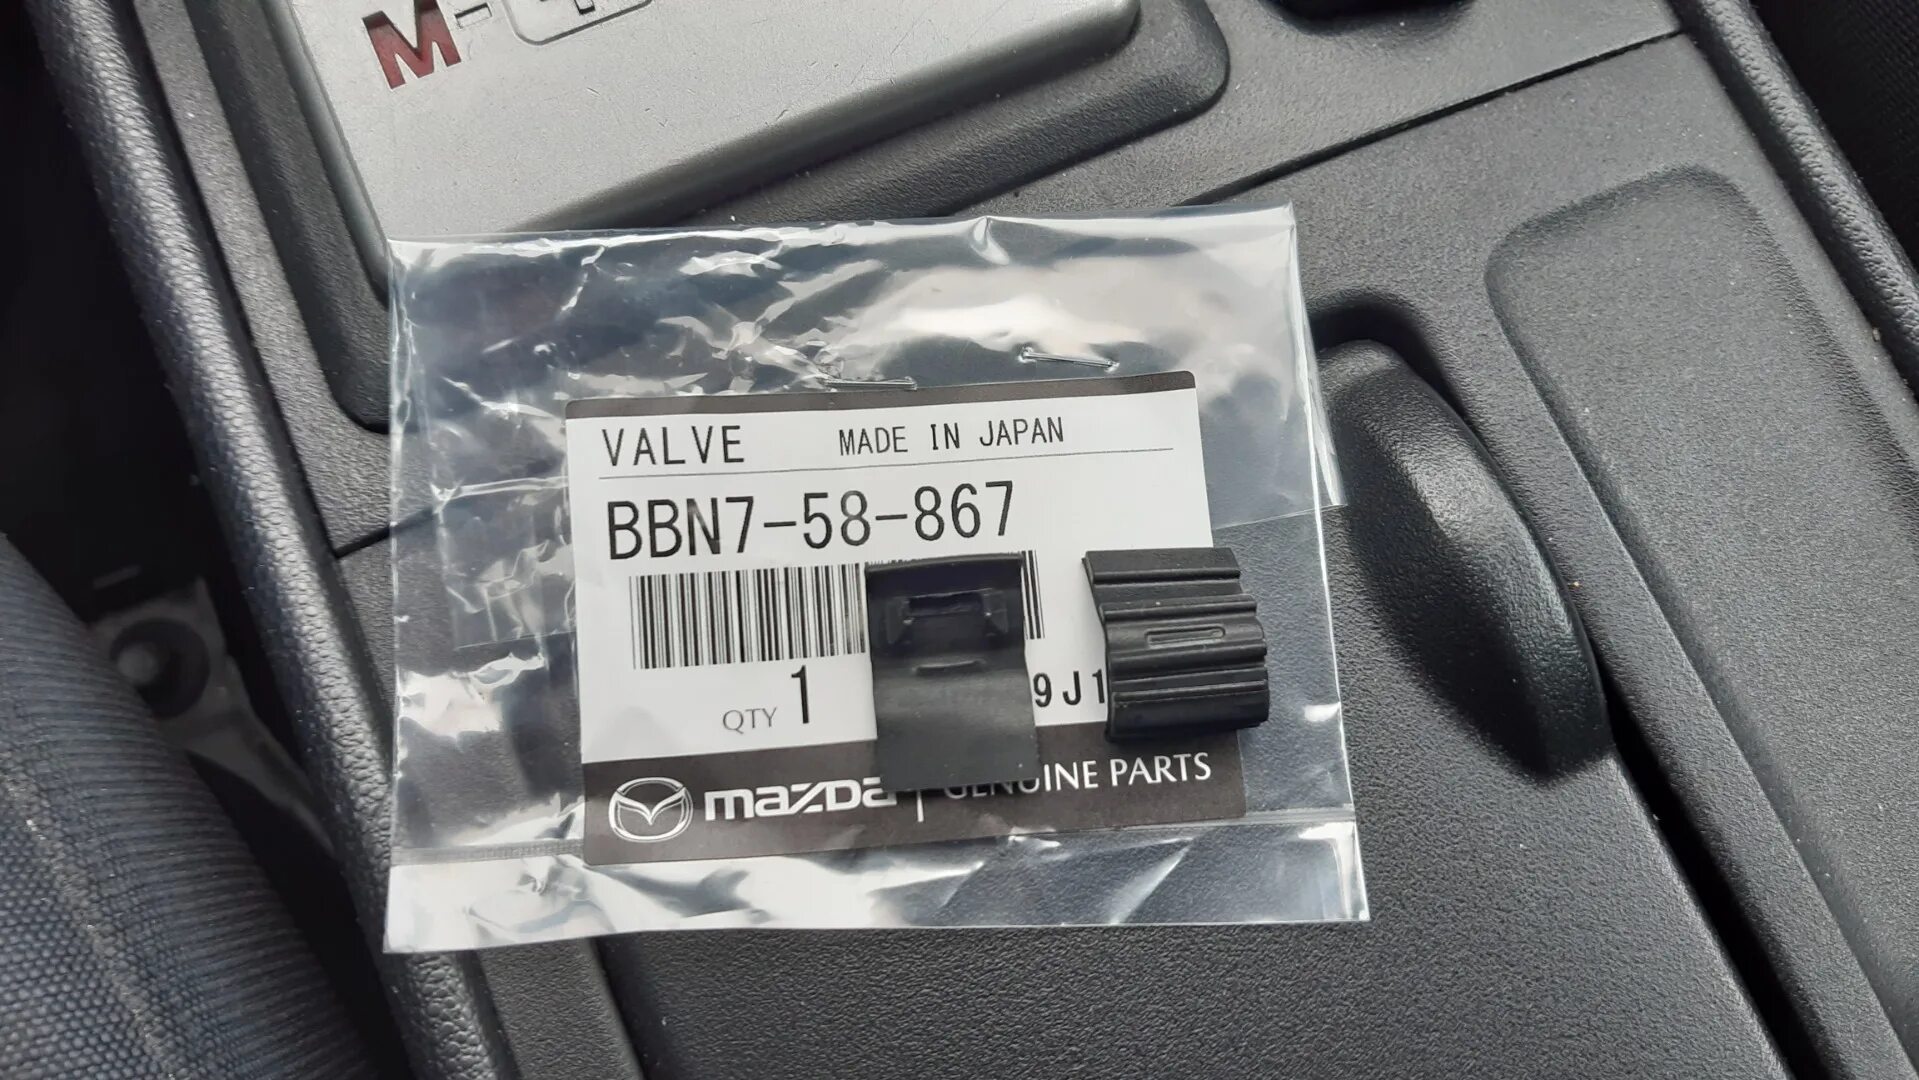 M-
VALVE MADE IN JAPAN
BBN7-58-867
QTY 1 9J1
mazda | GENUINE PARTS